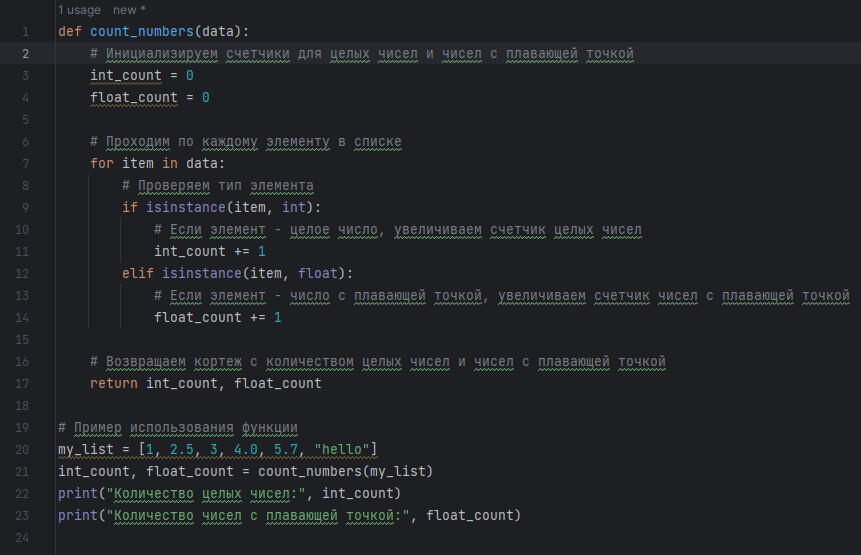 1 usage new *
1 def count_numbers(data):
2 # Инициализируем счетчики для целых чисел и чисел с плавающей точкой
3 int_count = 0
4 float_count = 0
5
6 # Проходим по каждому элементу в списке
7 for item in data:
8 # Проверяем тип элемента
9 if isinstance(item, int):
10 # Если элемент - целое число, увеличиваем счетчик целых чисел
11 int_count += 1
12 elif isinstance(item, float):
13 # Если элемент - число с плавающей точкой, увеличиваем счетчик чисел с плавающей точкой
14 float_count += 1
15
16 # Возвращаем кортеж с количеством целых чисел и чисел с плавающей точкой
17 return int_count, float_count
18
19 # Пример использования функции
20 my_list = [1, 2.5, 3, 4.0, 5.7, "hello"]
21 int_count, float_count = count_numbers(my_list)
22 print("Количество целых чисел:", int_count)
23 print("Количество чисел с плавающей точкой:", float_count)
24